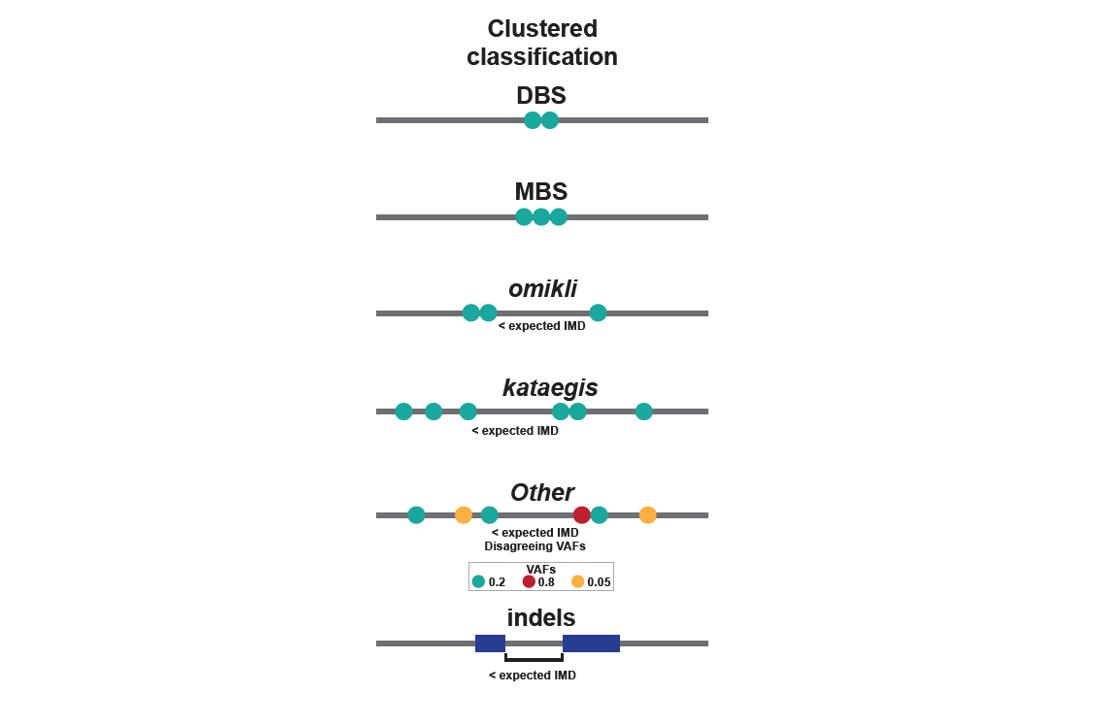 Clustered
classification
DBS
MBS
omikli
< expected IMD
kataegis
< expected IMD
Other
< expected IMD
Disagreeing VAFs
VAFs
0.2 0.8 0.05
indels
< expected IMD